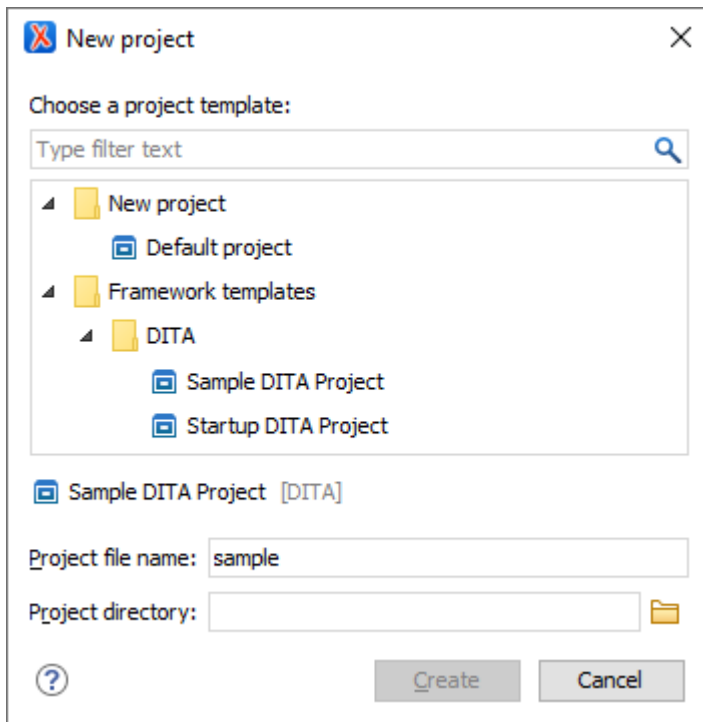 New project
Choose a project template:
Type filter text
New project
Default project
Framework templates
DITA
Sample DITA Project
Startup DITA Project
Sample DITA Project [DITA]
Project file name: sample
Project directory:
? Create Cancel